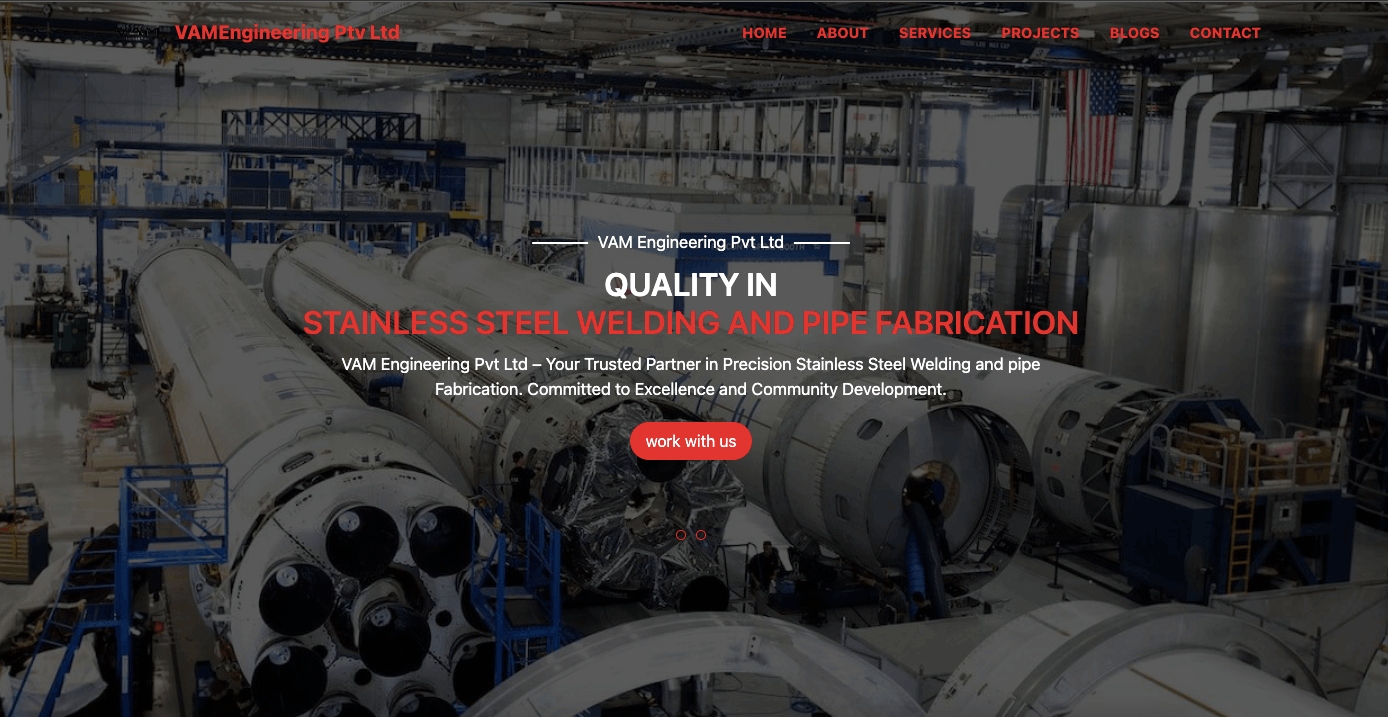 VAMEngineering Ptv Ltd
HOME ABOUT SERVICES PROJECTS BLOGS CONTACT
VAM Engineering Pvt Ltd
QUALITY IN
STAINLESS STEEL WELDING AND PIPE FABRICATION
VAM Engineering Pvt Ltd – Your Trusted Partner in Precision Stainless Steel Welding and pipe
Fabrication. Committed to Excellence and Community Development.
work with us